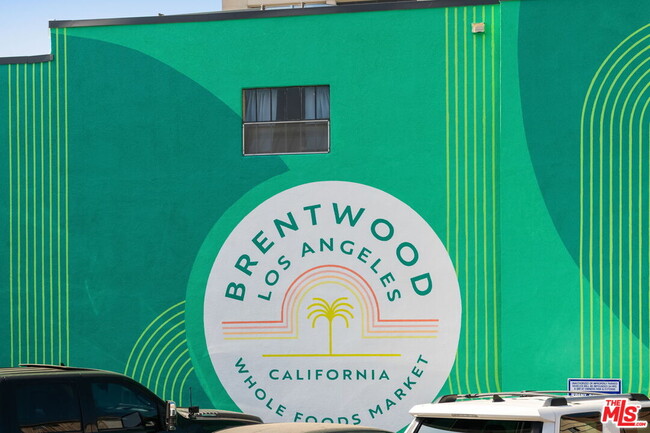 BRENTWOOD
LOS ANGELES
CALIFORNIA
WHOLE FOODS MARKET
THE
MLS